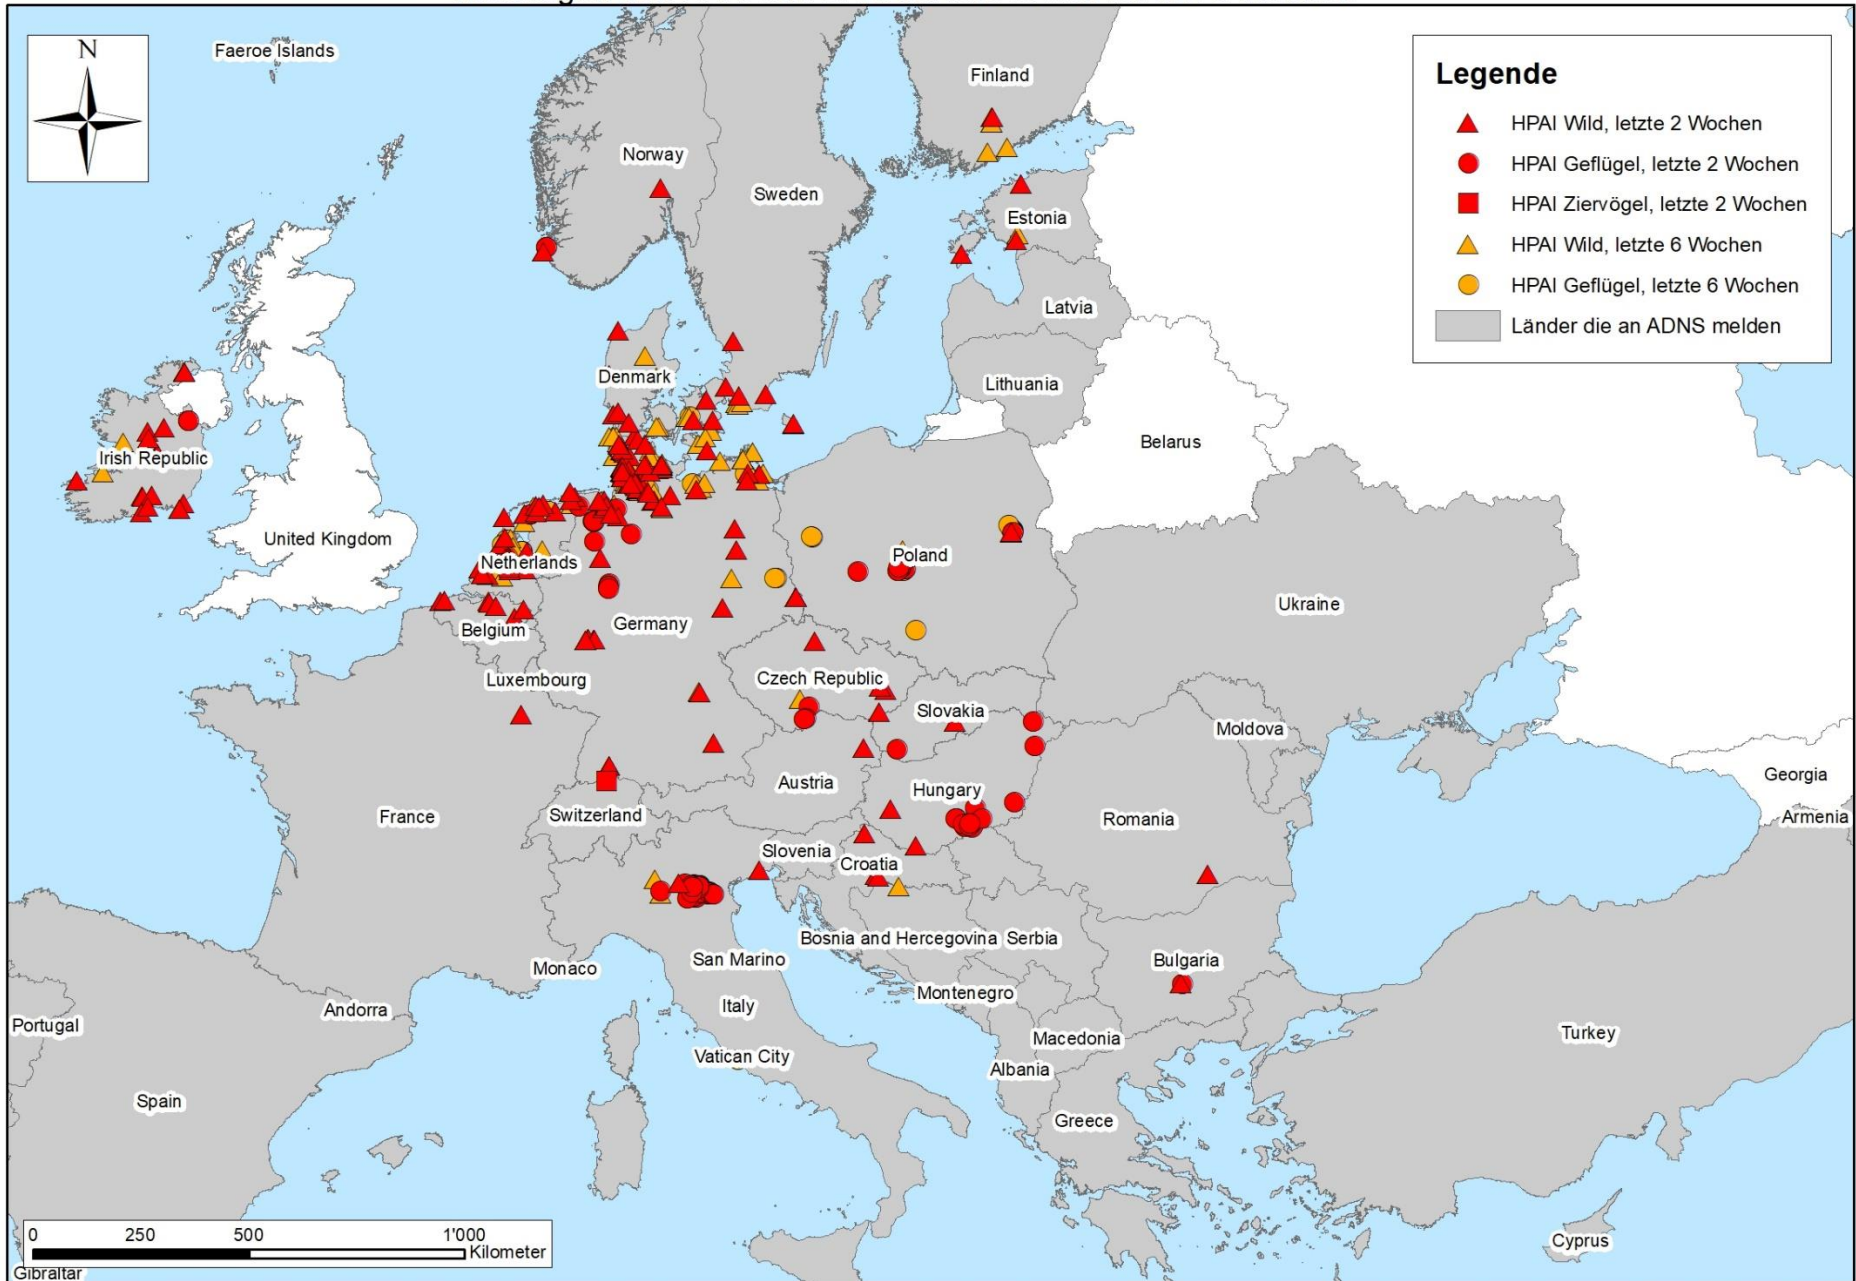 N
Faeroe Islands
Finland
Legende
HPAI Wild, letzte 2 Wochen
HPAI Geflügel, letzte 2 Wochen
HPAI Ziervögel, letzte 2 Wochen
HPAI Wild, letzte 6 Wochen
HPAI Geflügel, letzte 6 Wochen
Länder die an ADNS melden
Norway
Sweden
Estonia
Latvia
Denmark
Lithuania
Belarus
Irish Republic
United Kingdom
Netherlands
Poland
Ukraine
Belgium
Germany
Luxembourg
Czech Republic
Slovakia
Moldova
Austria
Hungary
Georgia
France
Switzerland
Romania
Armenia
Slovenia
Croatia
Bosnia and Hercegovina
Serbia
San Marino
Monaco
Bulgaria
Montenegro
Andorra
Italy
Portugal
Macedonia
Turkey
Vatican City
Albania
Spain
Greece
Cyprus
0 250 500 1'000
Kilometer
Gibraltar